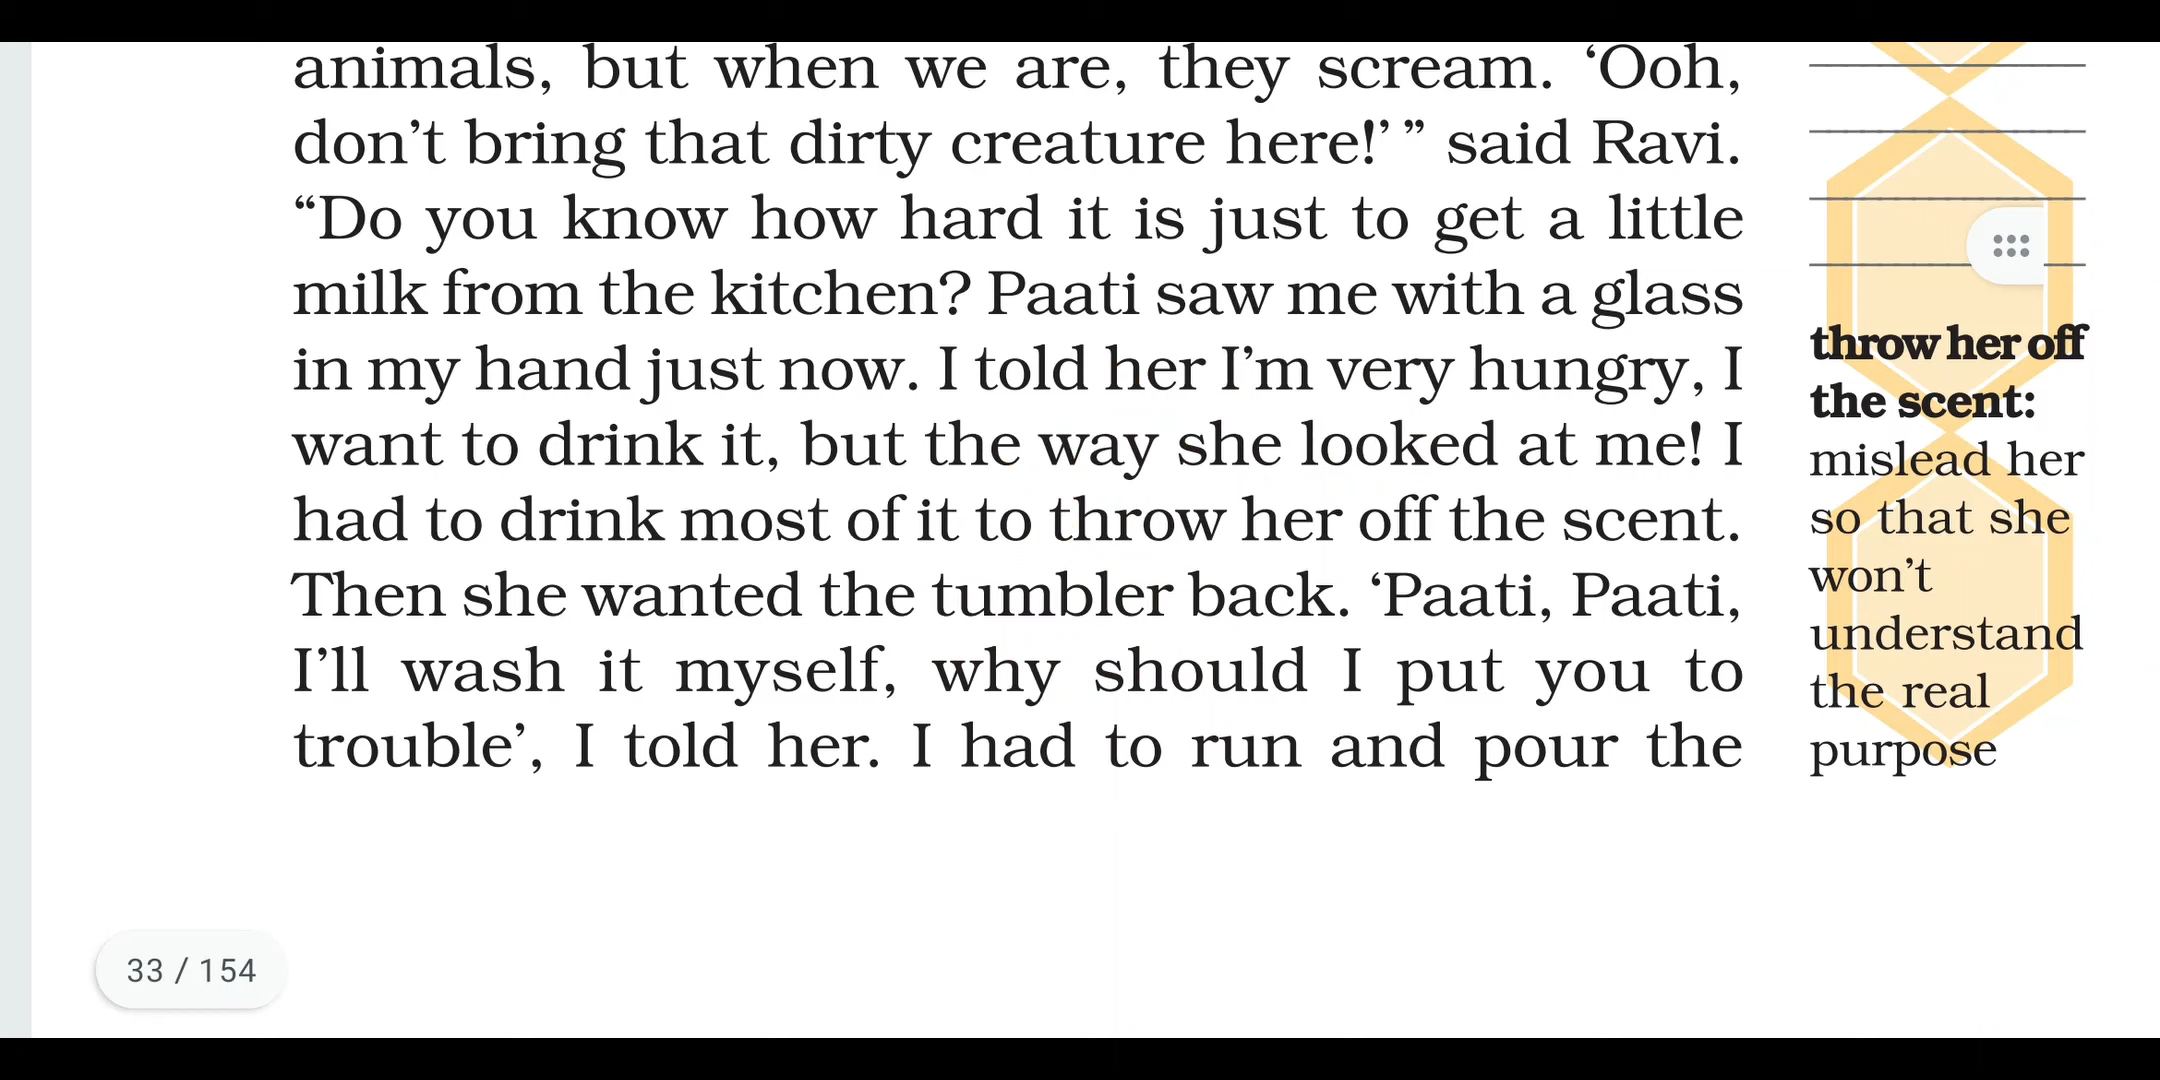 animals, but when we are, they scream. ‘Ooh,
don’t bring that dirty creature here!’ ” said Ravi.
“Do you know how hard it is just to get a little
milk from the kitchen? Paati saw me with a glass
in my hand just now. I told her I’m very hungry, I
want to drink it, but the way she looked at me! I
had to drink most of it to throw her off the scent.
Then she wanted the tumbler back. ‘Paati, Paati,
I’ll wash it myself, why should I put you to
trouble’, I told her. I had to run and pour the
throw her off
the scent:
mislead her
so that she
won’t
understand
the real
purpose
33 / 154